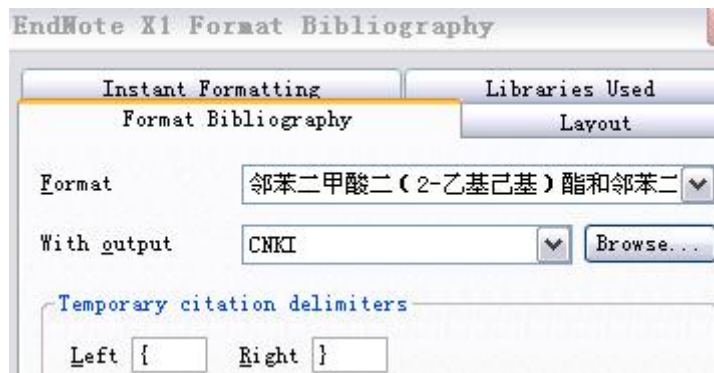 EndNote X1 Format Bibliography
Instant Formatting Libraries Used
Format Bibliography Layout
Format 邻苯二甲酸二(2-乙基己基)酯和邻苯二
With output CNKI Browse...
Temporary citation delimiters
Left { Right }